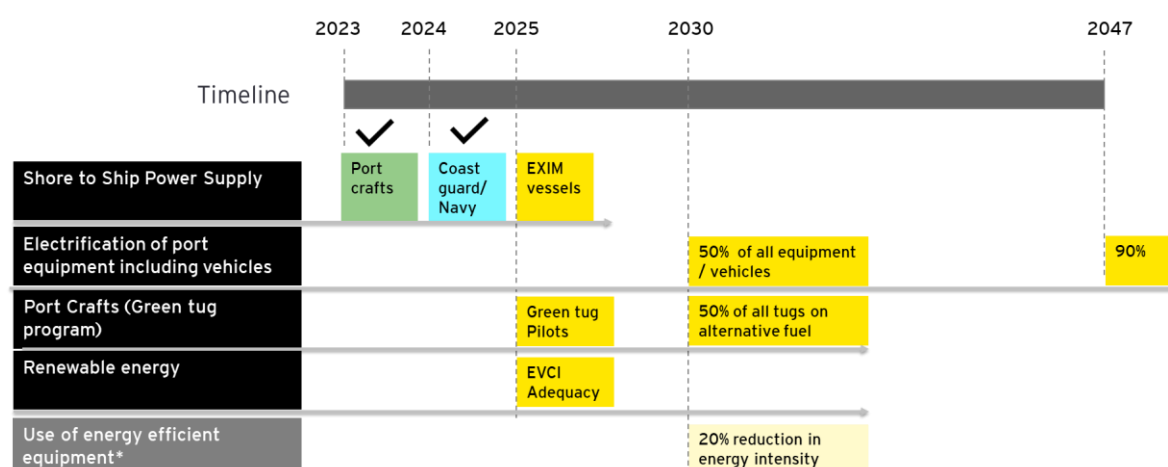 2023 2024 2025 2030 2047
Timeline
Shore to Ship Power Supply
Port
crafts
Coast
guard/
Navy
EXIM
vessels
Electrification of port
equipment including vehicles
50% of all equipment
/ vehicles
90%
Port Crafts (Green tug
program)
Green tug
Pilots
50% of all tugs on
alternative fuel
Renewable energy
EVCI
Adequacy
Use of energy efficient
equipment*
20% reduction in
energy intensity